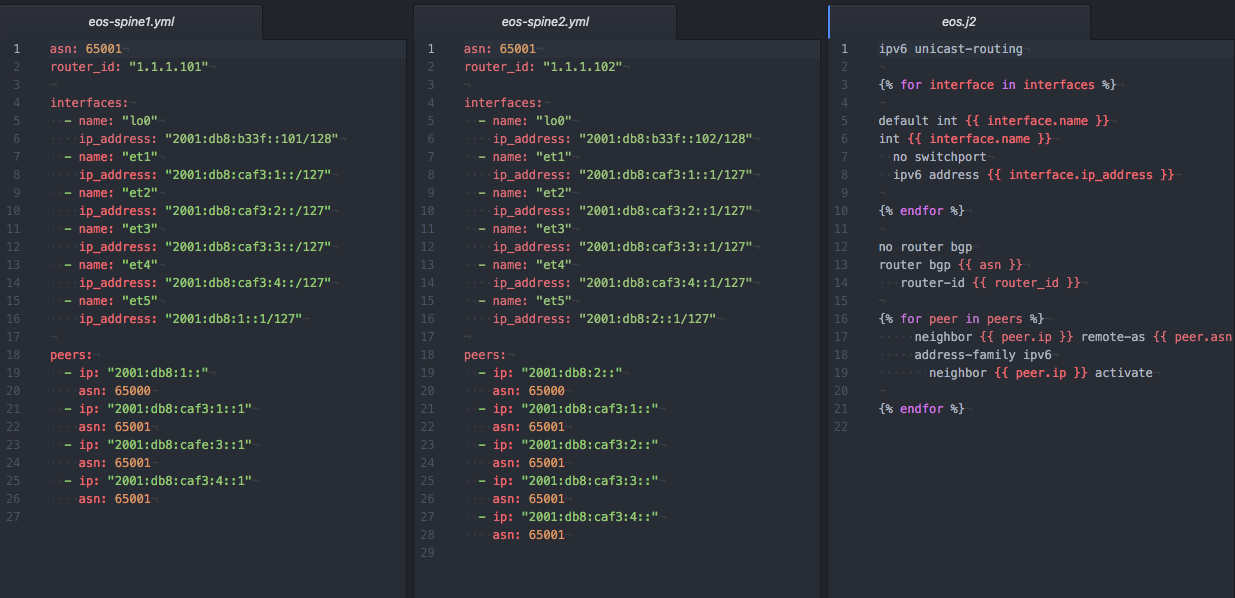 eos-spine1.yml
1 asn: 65001
2 router_id: "1.1.1.101"
3
4 interfaces:
5   - name: "lo0"
6     ip_address: "2001:db8:b33f::101/128"
7   - name: "et1"
8     ip_address: "2001:db8:caf3:1::/127"
9   - name: "et2"
10     ip_address: "2001:db8:caf3:2::/127"
11   - name: "et3"
12     ip_address: "2001:db8:caf3:3::/127"
13   - name: "et4"
14     ip_address: "2001:db8:caf3:4::/127"
15   - name: "et5"
16     ip_address: "2001:db8:1::1/127"
17
18 peers:
19   - ip: "2001:db8:1::"
20     asn: 65000
21   - ip: "2001:db8:caf3:1::1"
22     asn: 65001
23   - ip: "2001:db8:cafe:3::1"
24     asn: 65001
25   - ip: "2001:db8:caf3:4::1"
26     asn: 65001
27
eos-spine2.yml
1 asn: 65001
2 router_id: "1.1.1.102"
3
4 interfaces:
5   - name: "lo0"
6     ip_address: "2001:db8:b33f::102/128"
7   - name: "et1"
8     ip_address: "2001:db8:caf3:1::1/127"
9   - name: "et2"
10     ip_address: "2001:db8:caf3:2::1/127"
11   - name: "et3"
12     ip_address: "2001:db8:caf3:3::1/127"
13   - name: "et4"
14     ip_address: "2001:db8:caf3:4::1/127"
15   - name: "et5"
16     ip_address: "2001:db8:2::1/127"
17
18 peers:
19   - ip: "2001:db8:2::"
20     asn: 65000
21   - ip: "2001:db8:caf3:1::"
22     asn: 65001
23   - ip: "2001:db8:caf3:2::"
24     asn: 65001
25   - ip: "2001:db8:caf3:3::"
26     asn: 65001
27   - ip: "2001:db8:caf3:4::"
28     asn: 65001
29
eos.j2
1 ipv6 unicast-routing
2
3 {% for interface in interfaces %}
4
5 default int {{ interface.name }}
6 int {{ interface.name }}
7   no switchport
8   ipv6 address {{ interface.ip_address }}
9
10 {% endfor %}
11
12 no router bgp
13 router bgp {{ asn }}
14    router-id {{ router_id }}
15
16 {% for peer in peers %}
17      neighbor {{ peer.ip }} remote-as {{ peer.asn
18      address-family ipv6
19        neighbor {{ peer.ip }} activate
20
21 {% endfor %}
22